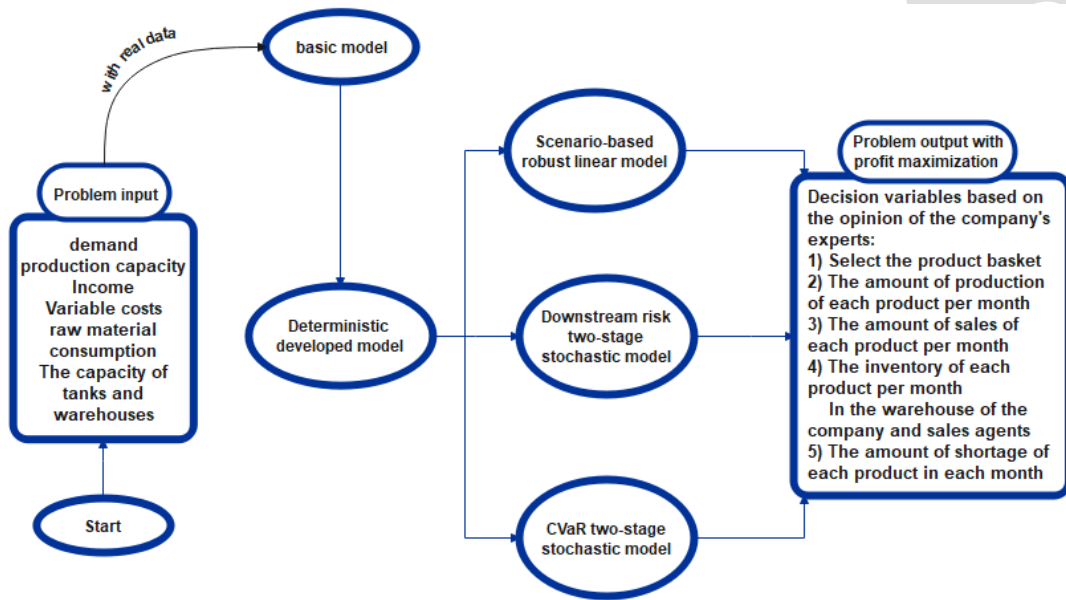 with real data
basic model
Problem input
demand
production capacity
Income
Variable costs
raw material
consumption
The capacity of
tanks and
warehouses
Start
Deterministic
developed model
Scenario-based
robust linear model
Downstream risk
two-stage
stochastic model
CVaR two-stage
stochastic model
Problem output with
profit maximization
Decision variables based on
the opinion of the company's
experts:
1) Select the product basket
2) The amount of production
of each product per month
3) The amount of sales of
each product per month
4) The inventory of each
product per month
In the warehouse of the
company and sales agents
5) The amount of shortage of
each product in each month